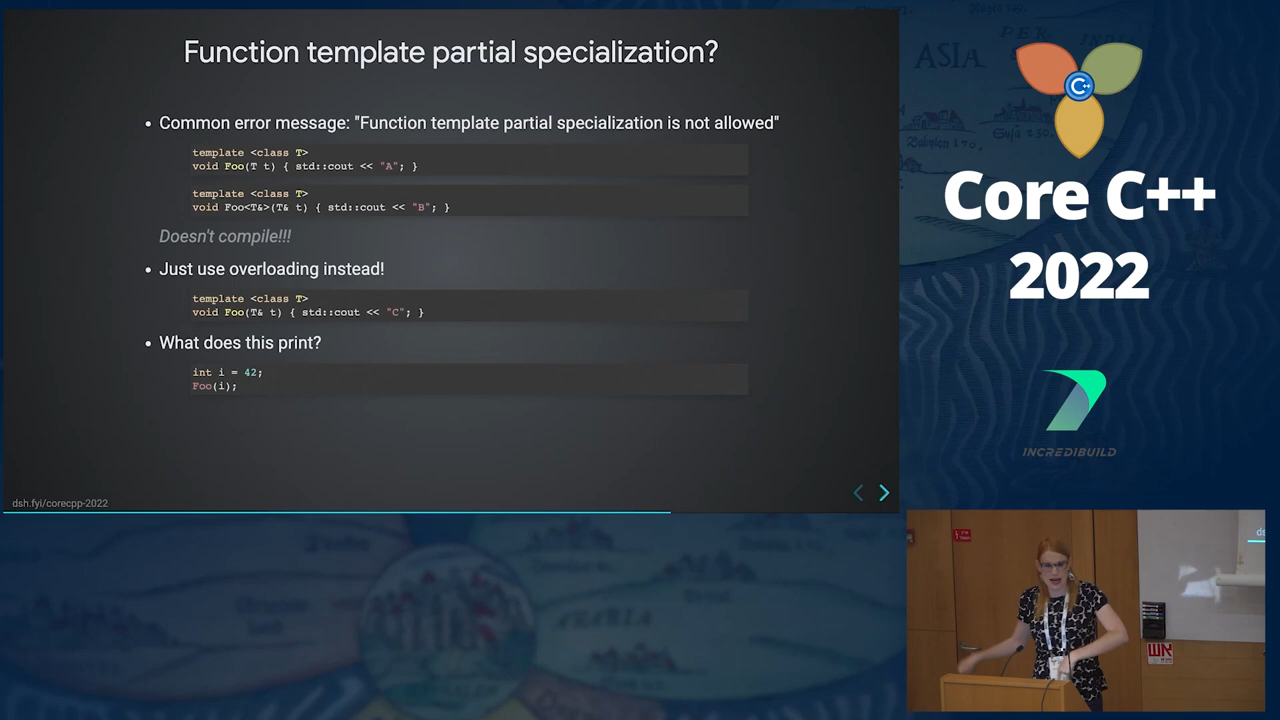 Function template partial specialization?
• Common error message: "Function template partial specialization is not allowed"
template <class T>
void Foo(T t) { std::cout << "A"; }
template <class T>
void Foo<T&>(T& t) { std::cout << "B"; }
Doesn't compile!!!
• Just use overloading instead!
template <class T>
void Foo(T& t) { std::cout << "C"; }
• What does this print?
int i = 42;
Foo(i);
dsh.fyi/corecpp-2022
ASIA
C++
Core C++
2022
INCREDIBUILD
ARABIA